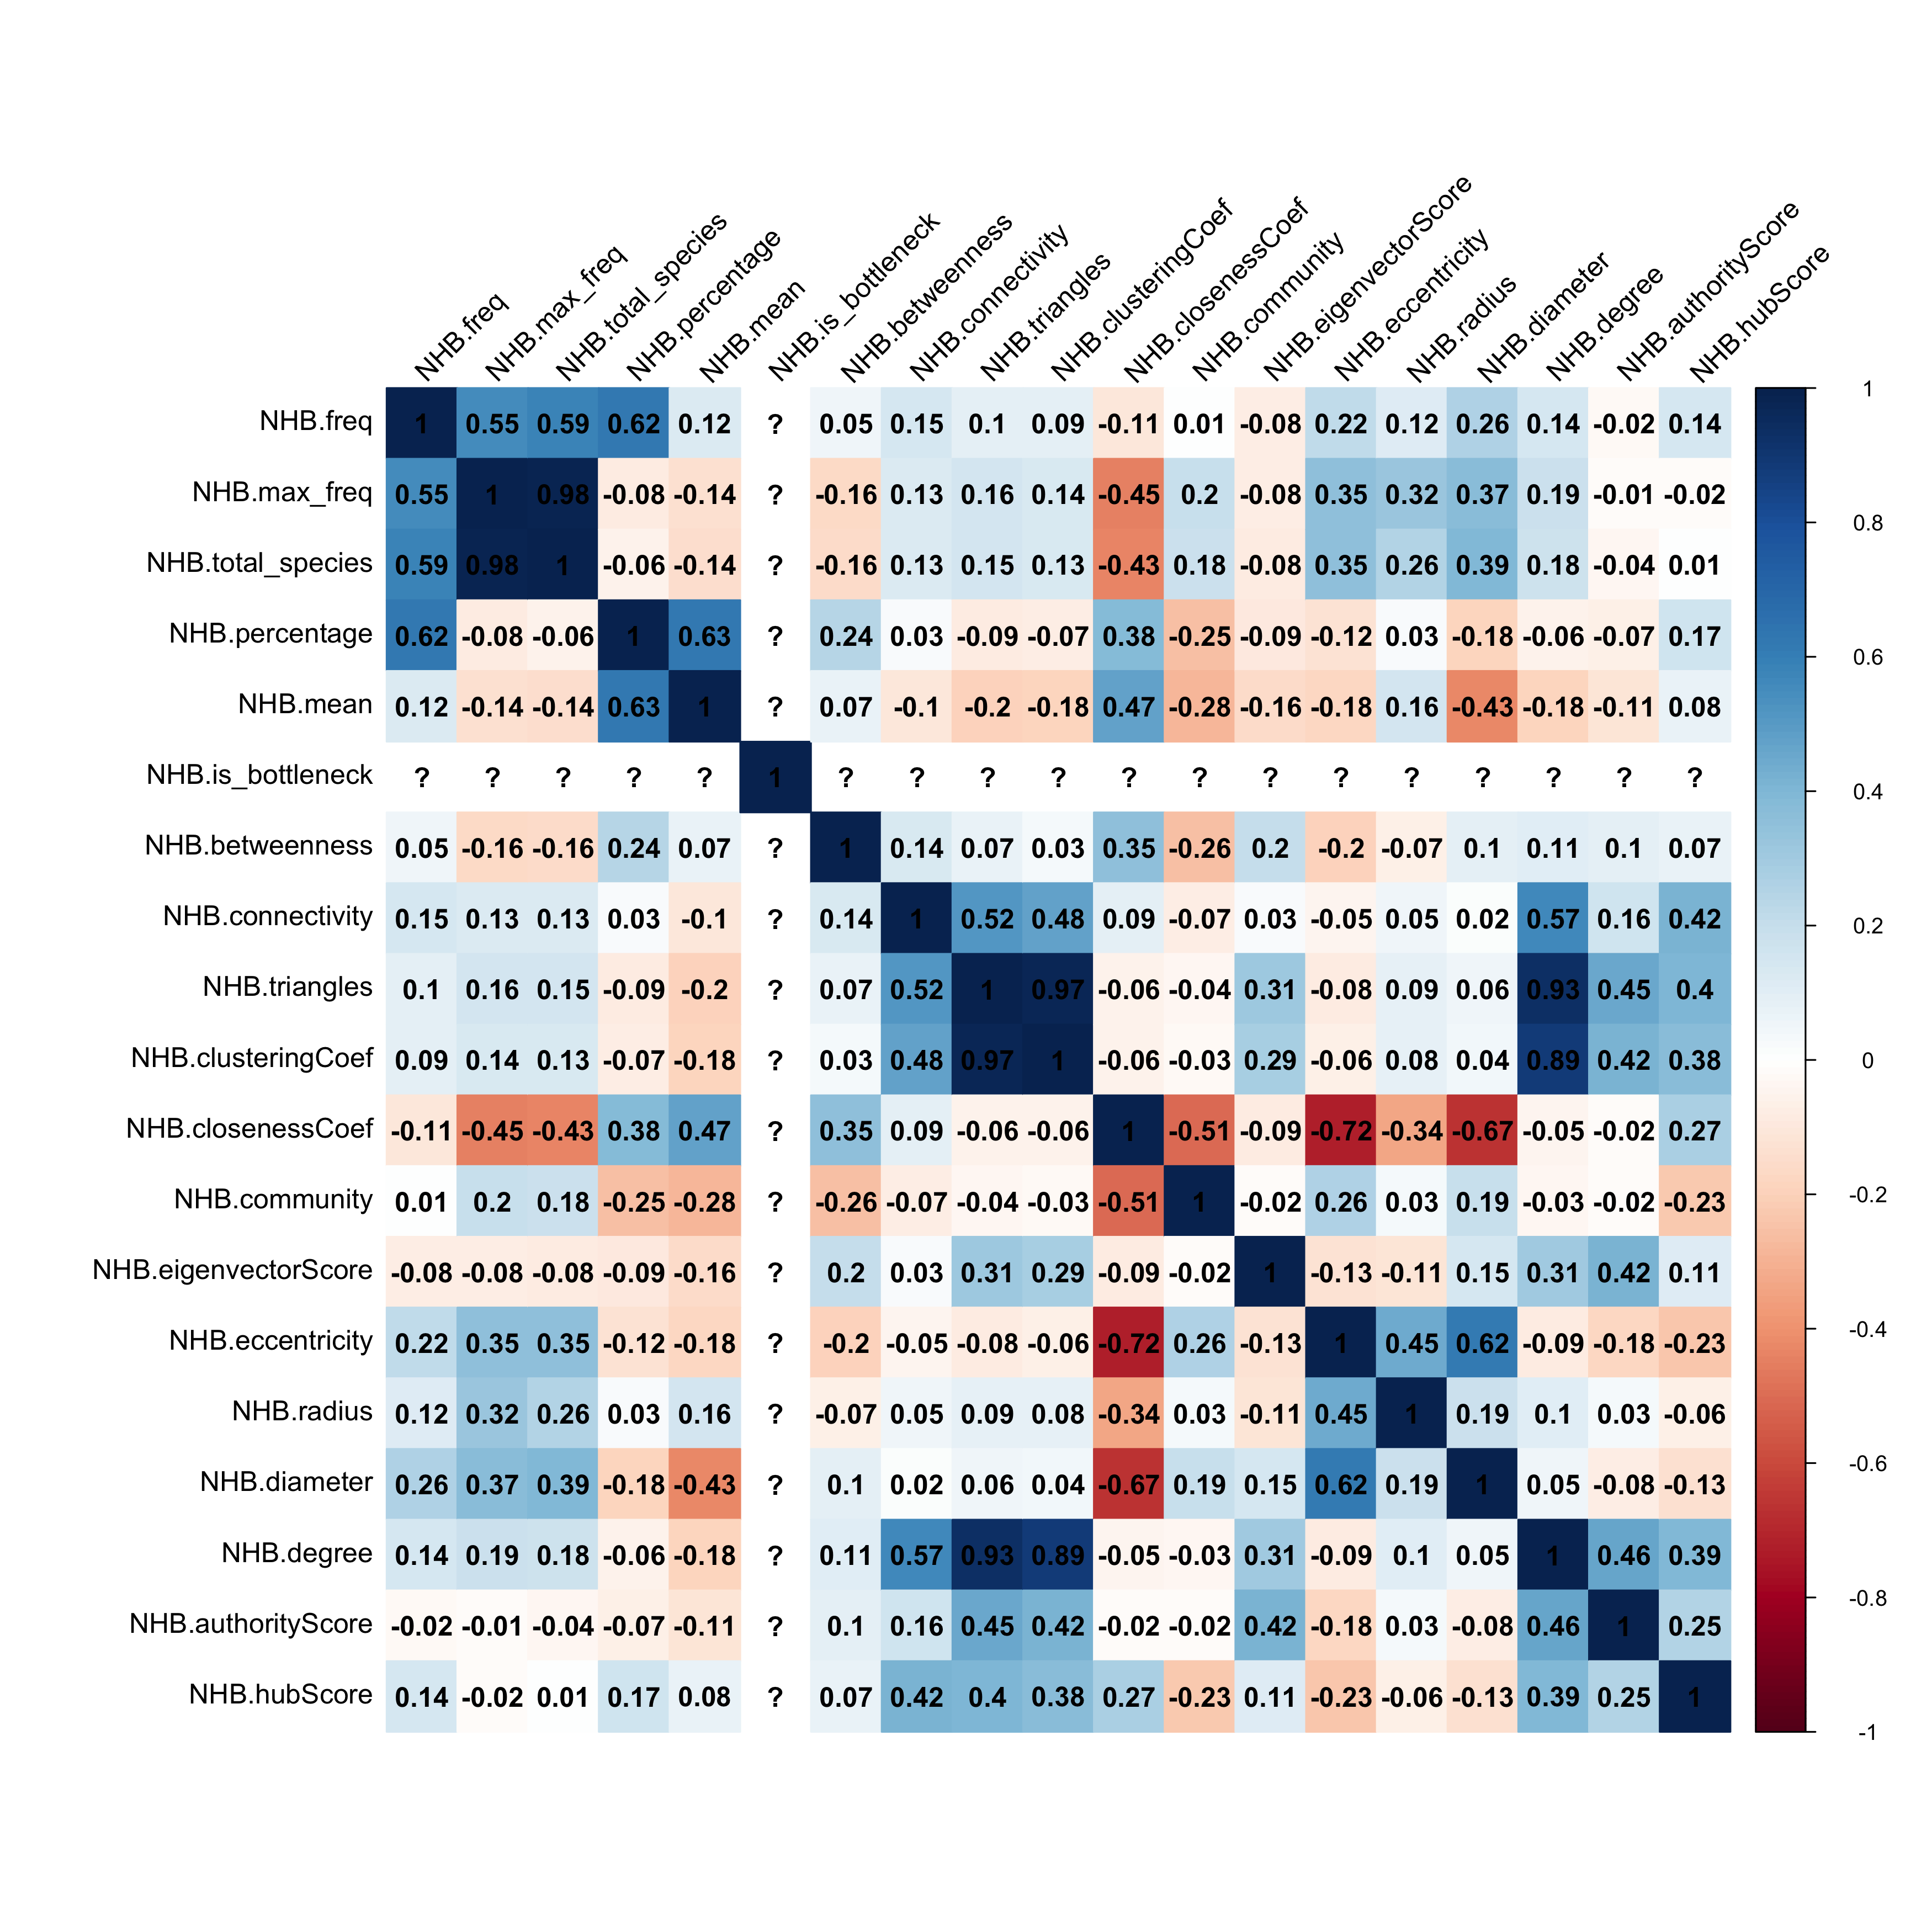 NHB.freq
NHB.max_freq
NHB.total_species
NHB.percentage
NHB.mean
NHB.is_bottleneck
NHB.betweenness
NHB.connectivity
NHB.triangles
NHB.clusteringCoef
NHB.closenessCoef
NHB.community
NHB.eigenvectorScore
NHB.eccentricity
NHB.radius
NHB.diameter
NHB.degree
NHB.authorityScore
NHB.hubScore
NHB.freq 1 0.55 0.59 0.62 0.12 ? 0.05 0.15 0.1 0.09 -0.11 0.01 -0.08 0.22 0.12 0.26 0.14 -0.02 0.14
NHB.max_freq 0.55 1 0.98 -0.08 -0.14 ? -0.16 0.13 0.16 0.14 -0.45 0.2 -0.08 0.35 0.32 0.37 0.19 -0.01 -0.02
NHB.total_species 0.59 0.98 1 -0.06 -0.14 ? -0.16 0.13 0.15 0.13 -0.43 0.18 -0.08 0.35 0.26 0.39 0.18 -0.04 0.01
NHB.percentage 0.62 -0.08 -0.06 1 0.63 ? 0.24 0.03 -0.09 -0.07 0.38 -0.25 -0.09 -0.12 0.03 -0.18 -0.06 -0.07 0.17
NHB.mean 0.12 -0.14 -0.14 0.63 1 ? 0.07 -0.1 -0.2 -0.18 0.47 -0.28 -0.16 -0.18 0.16 -0.43 -0.18 -0.11 0.08
NHB.is_bottleneck ? ? ? ? ? 1 ? ? ? ? ? ? ? ? ? ? ? ? ?
NHB.betweenness 0.05 -0.16 -0.16 0.24 0.07 ? 1 0.14 0.07 0.03 0.35 -0.26 0.2 -0.2 -0.07 0.1 0.11 0.1 0.07
NHB.connectivity 0.15 0.13 0.13 0.03 -0.1 ? 0.14 1 0.52 0.48 0.09 -0.07 0.03 -0.05 0.05 0.02 0.57 0.16 0.42
NHB.triangles 0.1 0.16 0.15 -0.09 -0.2 ? 0.07 0.52 1 0.97 -0.06 -0.04 0.31 -0.08 0.09 0.06 0.93 0.45 0.4
NHB.clusteringCoef 0.09 0.14 0.13 -0.07 -0.18 ? 0.03 0.48 0.97 1 -0.06 -0.03 0.29 -0.06 0.08 0.04 0.89 0.42 0.38
NHB.closenessCoef -0.11 -0.45 -0.43 0.38 0.47 ? 0.35 0.09 -0.06 -0.06 1 -0.51 -0.09 -0.72 -0.34 -0.67 -0.05 -0.02 0.27
NHB.community 0.01 0.2 0.18 -0.25 -0.28 ? -0.26 -0.07 -0.04 -0.03 -0.51 1 -0.02 0.26 0.03 0.19 -0.03 -0.02 -0.23
NHB.eigenvectorScore -0.08 -0.08 -0.08 -0.09 -0.16 ? 0.2 0.03 0.31 0.29 -0.09 -0.02 1 -0.13 -0.11 0.15 0.31 0.42 0.11
NHB.eccentricity 0.22 0.35 0.35 -0.12 -0.18 ? -0.2 -0.05 -0.08 -0.06 -0.72 0.26 -0.13 1 0.45 0.62 -0.09 -0.18 -0.23
NHB.radius 0.12 0.32 0.26 0.03 0.16 ? -0.07 0.05 0.09 0.08 -0.34 0.03 -0.11 0.45 1 0.19 0.1 0.03 -0.06
NHB.diameter 0.26 0.37 0.39 -0.18 -0.43 ? 0.1 0.02 0.06 0.04 -0.67 0.19 0.15 0.62 0.19 1 0.05 -0.08 -0.13
NHB.degree 0.14 0.19 0.18 -0.06 -0.18 ? 0.11 0.57 0.93 0.89 -0.05 -0.03 0.31 -0.09 0.1 0.05 1 0.46 0.39
NHB.authorityScore -0.02 -0.01 -0.04 -0.07 -0.11 ? 0.1 0.16 0.45 0.42 -0.02 -0.02 0.42 -0.18 0.03 -0.08 0.46 1 0.25
NHB.hubScore 0.14 -0.02 0.01 0.17 0.08 ? 0.07 0.42 0.4 0.38 0.27 -0.23 0.11 -0.23 -0.06 -0.13 0.39 0.25 1
1
0.8
0.6
0.4
0.2
0
-0.2
-0.4
-0.6
-0.8
-1